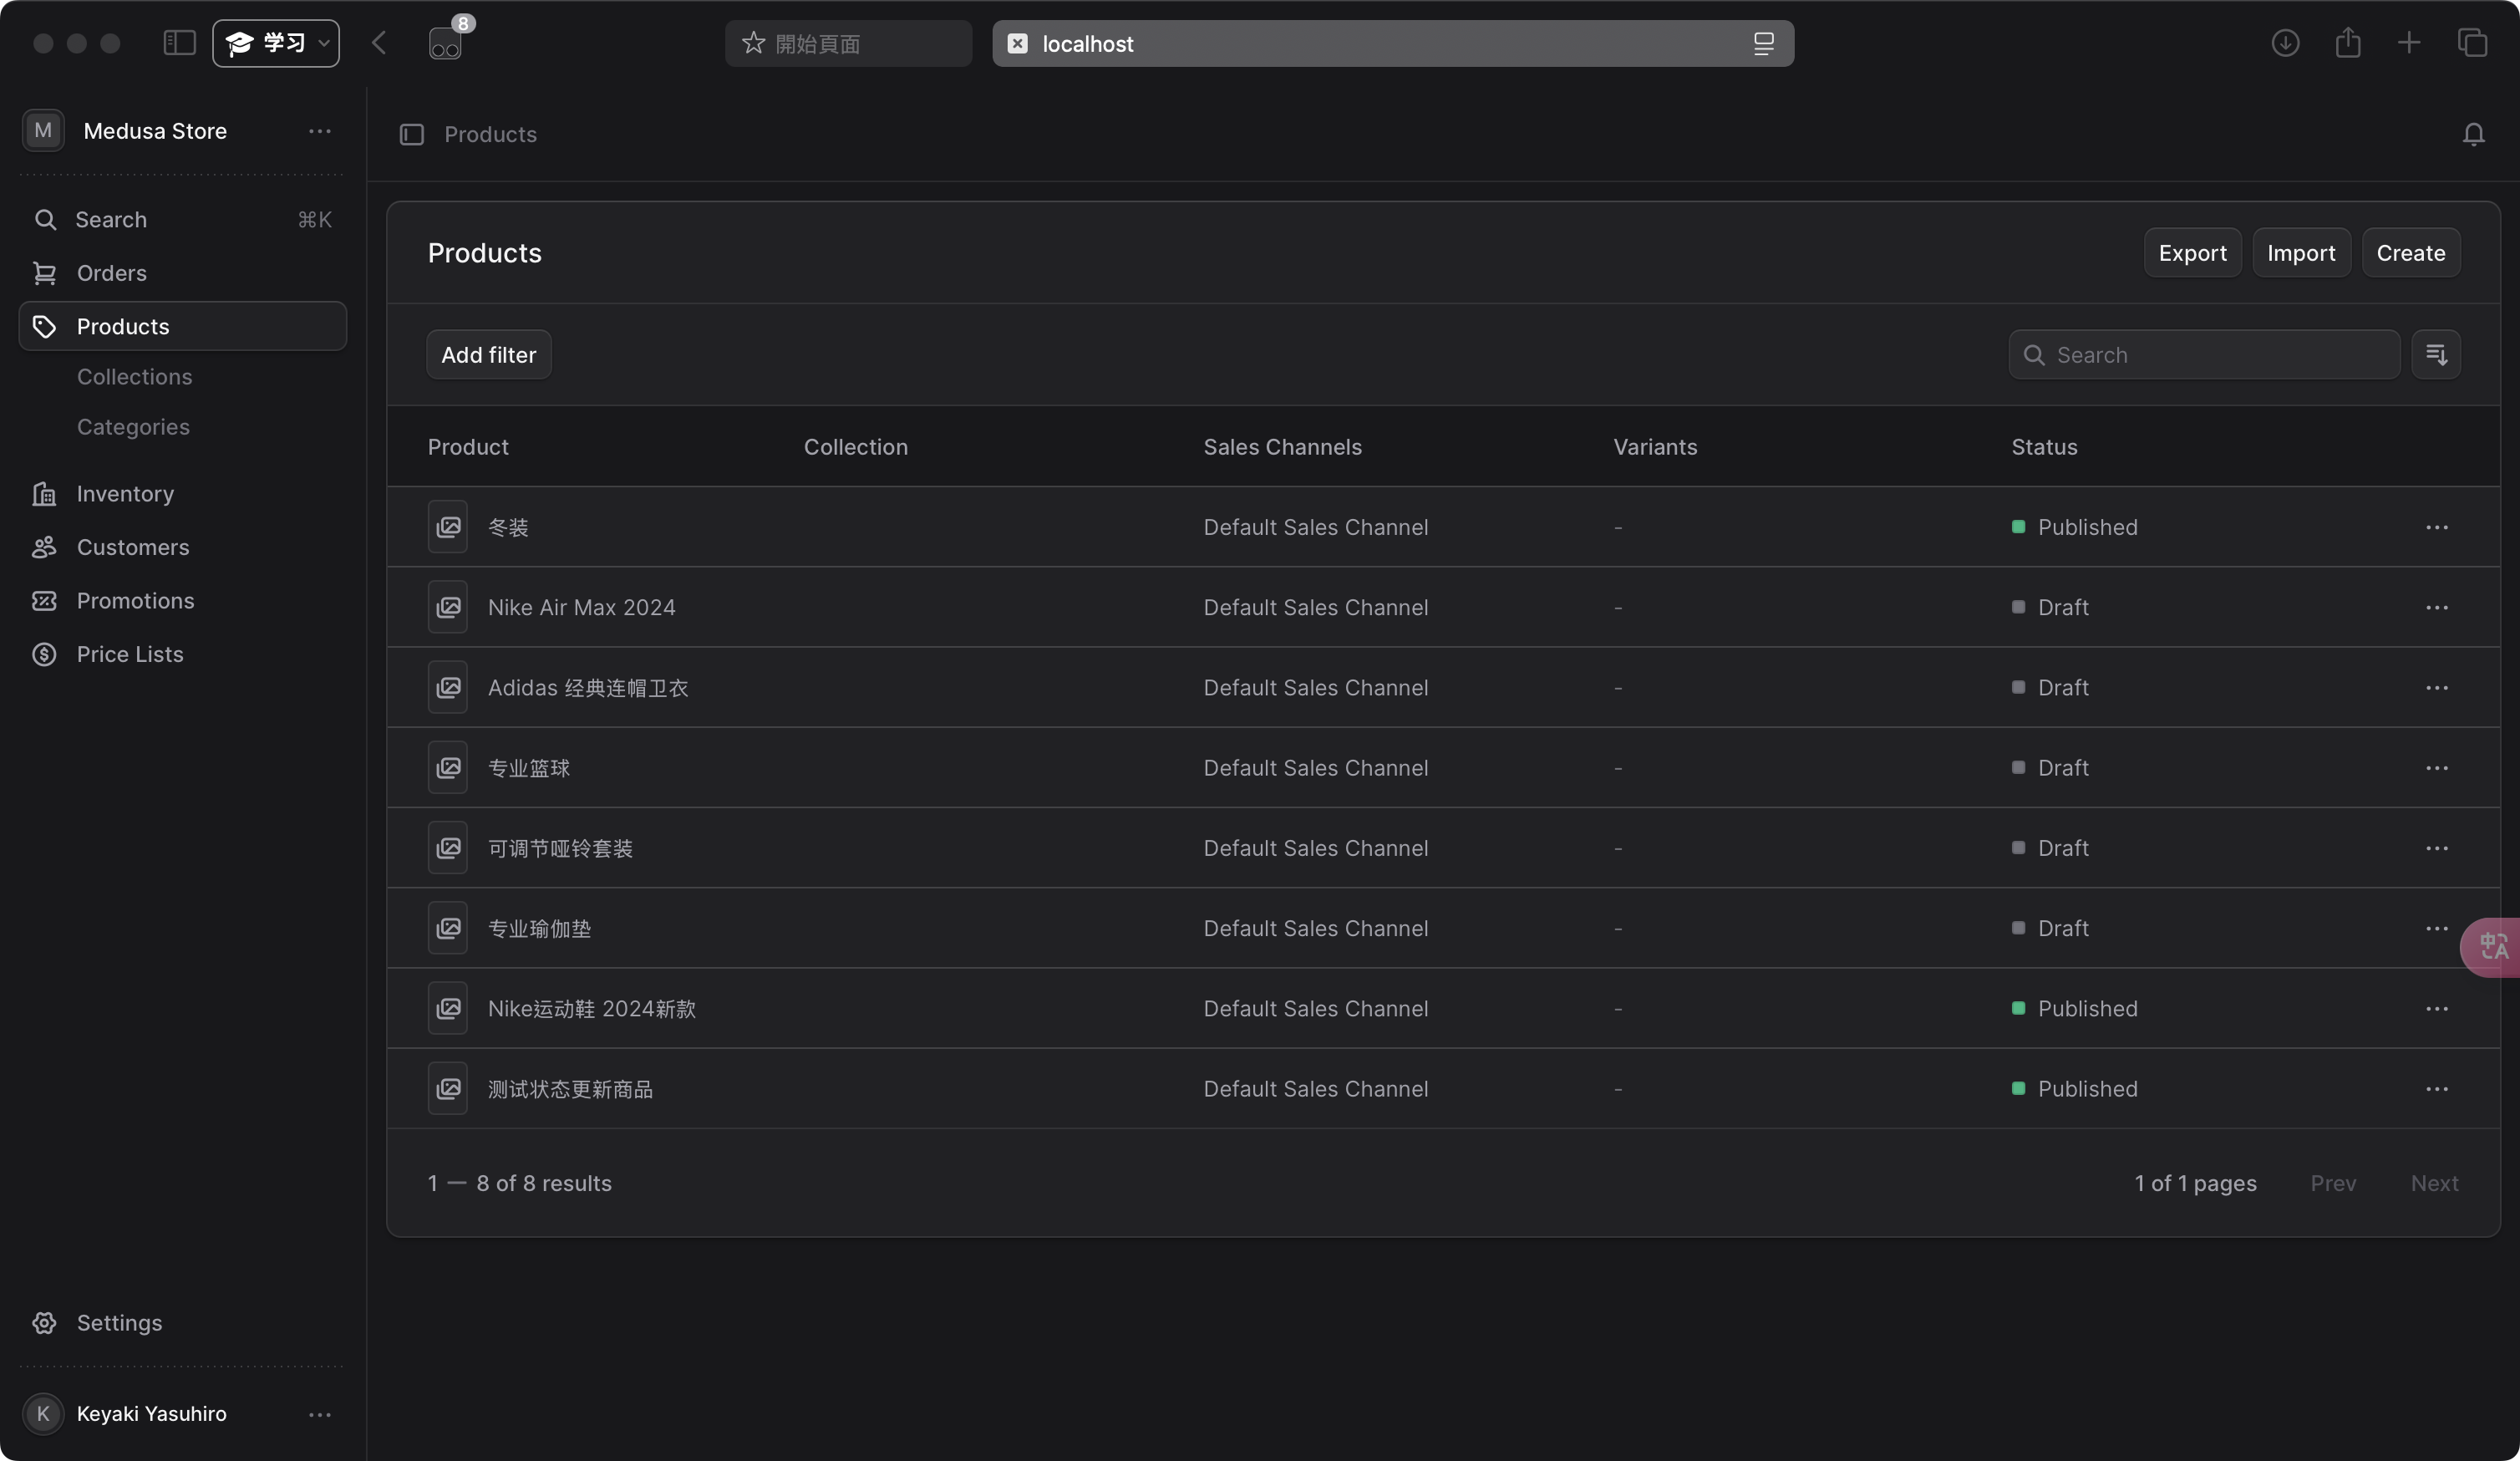 学习
8
開始頁面
localhost
M
Medusa Store
Search
⌘K
Orders
Products
Collections
Categories
Inventory
Customers
Promotions
Price Lists
Settings
K
Keyaki Yasuhiro
Products
Products
Export
Import
Create
Add filter
Search
Product Collection Sales Channels Variants Status
冬装 Default Sales Channel - Published
Nike Air Max 2024 Default Sales Channel - Draft
Adidas 经典连帽卫衣 Default Sales Channel - Draft
专业篮球 Default Sales Channel - Draft
可调节哑铃套装 Default Sales Channel - Draft
专业瑜伽垫 Default Sales Channel - Draft
Nike运动鞋 2024新款 Default Sales Channel - Published
测试状态更新商品 Default Sales Channel - Published
1 — 8 of 8 results
1 of 1 pages
Prev
Next
中A